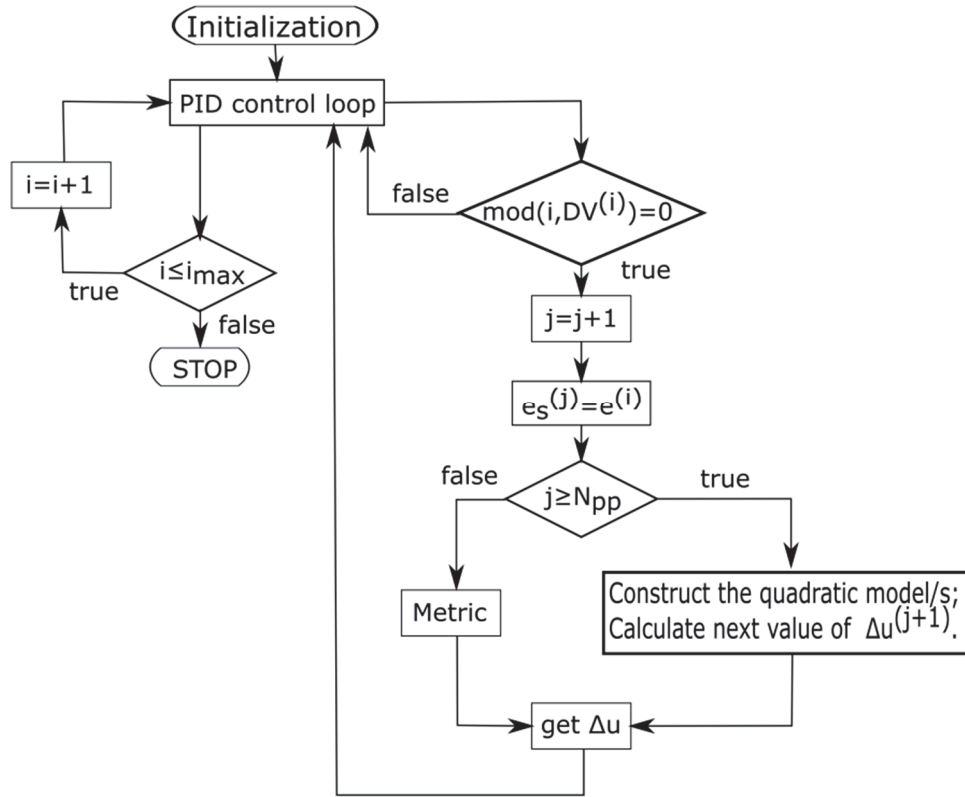 Initialization
PID control loop
i=i+1
false
mod(i,DV⁽ⁱ⁾)=0
i≤iₘₐₓ
true
true
false
j=j+1
STOP
eₛ⁽ʲ⁾=e⁽ⁱ⁾
false
true
j≥Npp
Metric
Construct the quadratic model/s;
Calculate next value of Δu⁽ʲ⁺¹⁾.
get Δu